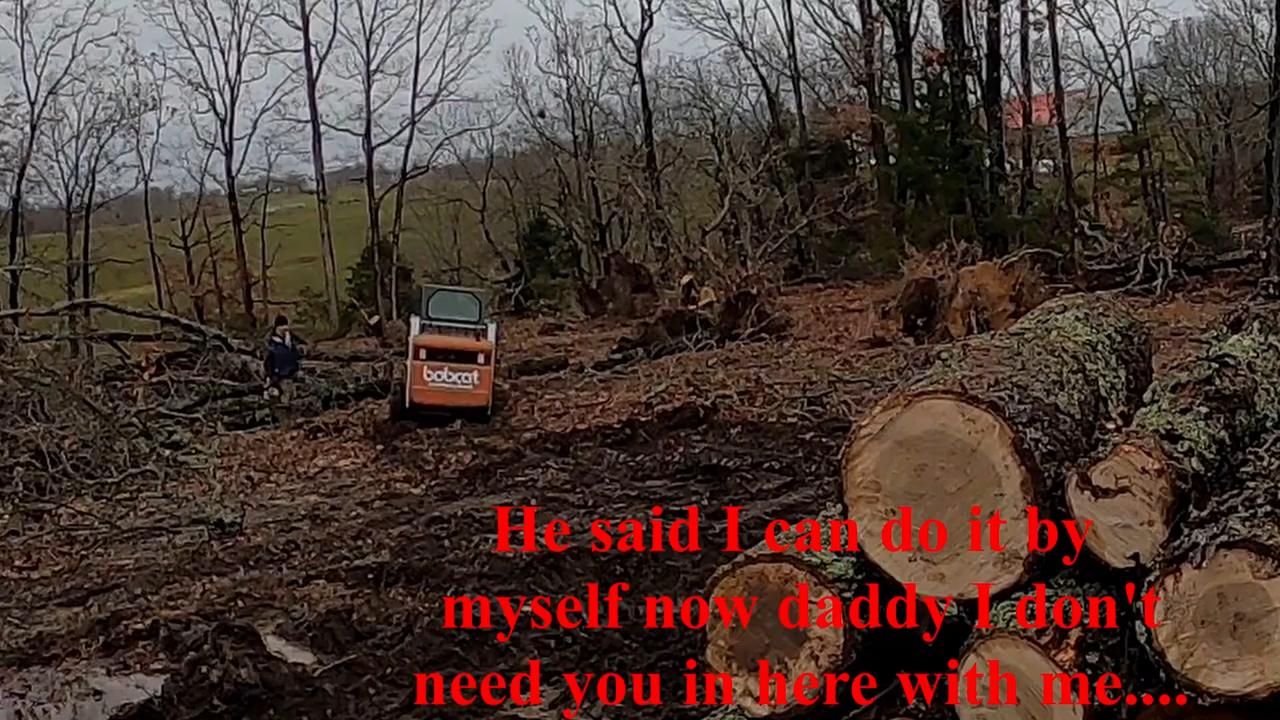 bobcat
He said I can do it by
myself now daddy I don't
need you in here with me....